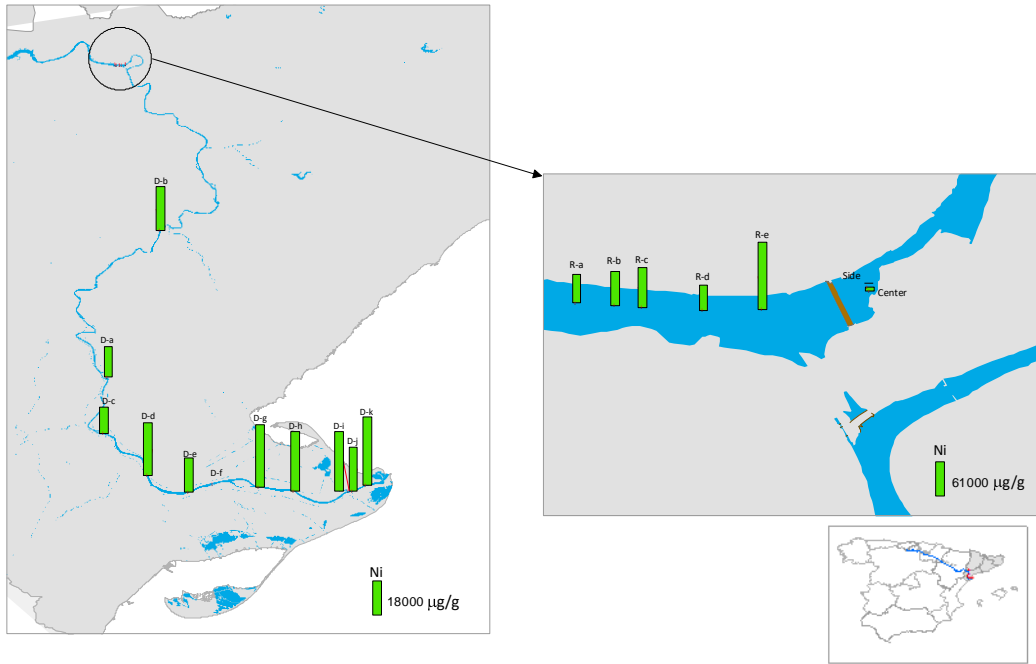 D-b
D-a
D-c
D-d
D-e
D-f
D-g
D-h
D-i
D-j
D-k
Ni
18000 µg/g
R-a
R-b
R-c
R-d
R-e
Side
Center
Ni
61000 µg/g